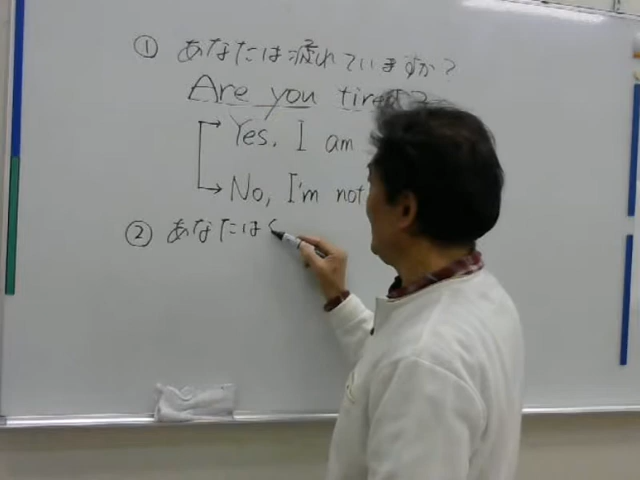 ① あなたは疲れていますか?
Are you tired?
Yes. I am
No, I'm not
② あなたは